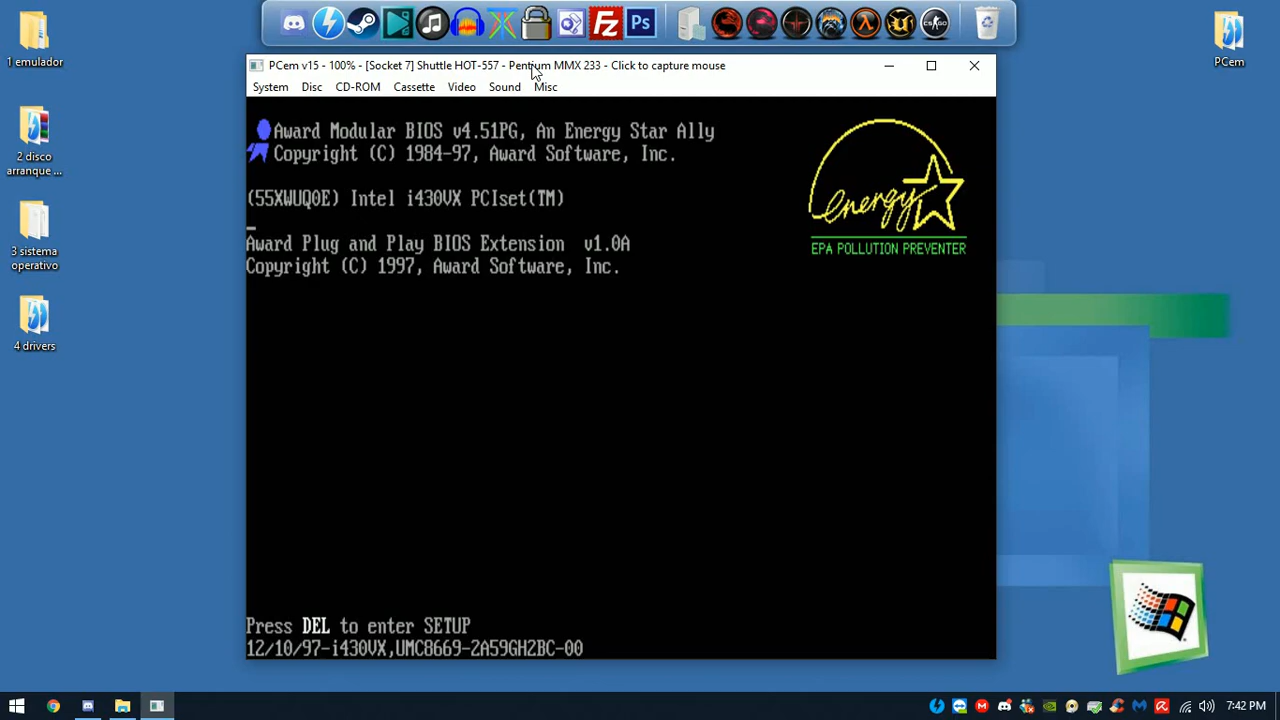 1 emulador
2 disco
arranque ...
3 sistema
operativo
4 drivers
Ps
CS:GO
PCem
PCem v15 - 100% - [Socket 7] Shuttle HOT-557 - Pentium MMX 233 - Click to capture mouse
System Disc CD-ROM Cassette Video Sound Misc
Award Modular BIOS v4.51PG, An Energy Star Ally
Copyright (C) 1984-97, Award Software, Inc.
(55XWUQ0E) Intel i430VX PCIset(TM)
Award Plug and Play BIOS Extension v1.0A
Copyright (C) 1997, Award Software, Inc.
energy
EPA POLLUTION PREVENTER
Press DEL to enter SETUP
12/10/97-i430VX,UMC8669-2A59GH2BC-00
7:42 PM